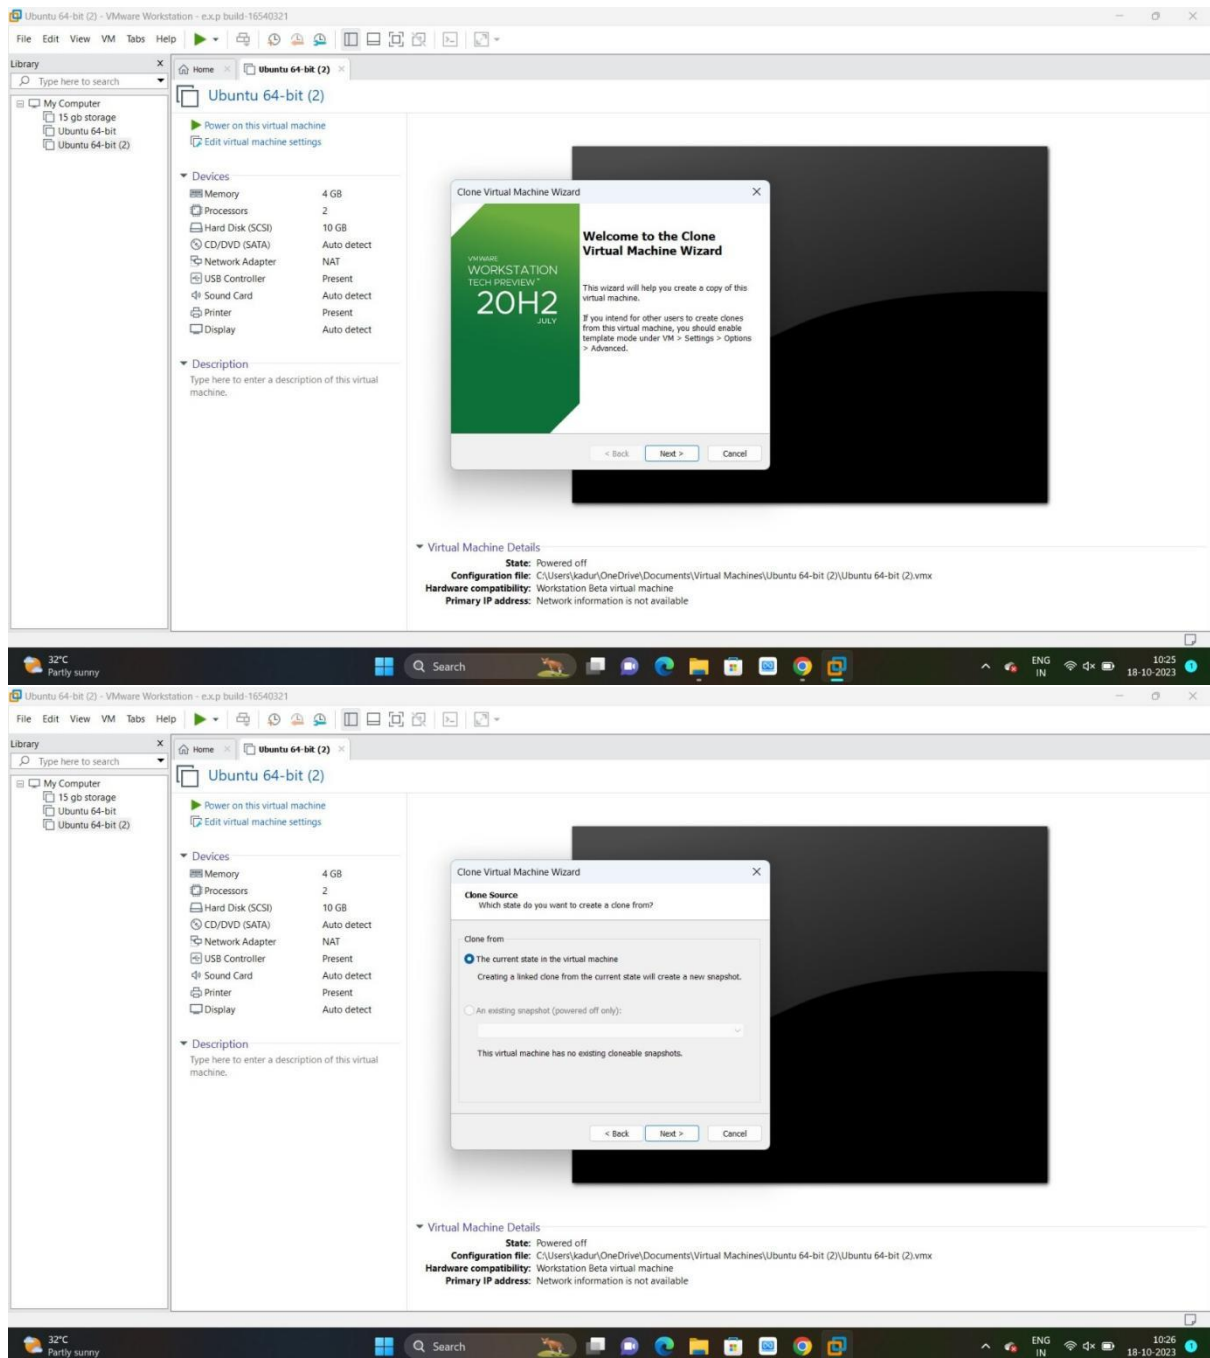 Ubuntu 64-bit (2) - VMware Workstation - e.x.p build-16540321
File Edit View VM Tabs Help
Library X
Home Ubuntu 64-bit (2)
Type here to search
My Computer
15 gb storage
Ubuntu 64-bit
Ubuntu 64-bit (2)
Ubuntu 64-bit (2)
Power on this virtual machine
Edit virtual machine settings
Devices
Memory 4 GB
Processors 2
Hard Disk (SCSI) 10 GB
CD/DVD (SATA) Auto detect
Network Adapter NAT
USB Controller Present
Sound Card Auto detect
Printer Present
Display Auto detect
Description
Type here to enter a description of this virtual
machine.
Clone Virtual Machine Wizard
VMWARE
WORKSTATION
TECH PREVIEW™
20H2
JULY
Welcome to the Clone
Virtual Machine Wizard
This wizard will help you create a copy of this
virtual machine.
If you intend for other users to create clones
from this virtual machine, you should enable
template mode under VM > Settings > Options
> Advanced.
< Back Next > Cancel
Virtual Machine Details
State: Powered off
Configuration file: C:\Users\kadur\OneDrive\Documents\Virtual Machines\Ubuntu 64-bit (2)\Ubuntu 64-bit (2).vmx
Hardware compatibility: Workstation Beta virtual machine
Primary IP address: Network information is not available
32°C
Partly sunny
Search
ENG
IN
10:25
18-10-2023
1
Ubuntu 64-bit (2) - VMware Workstation - e.x.p build-16540321
File Edit View VM Tabs Help
Library X
Home Ubuntu 64-bit (2)
Type here to search
My Computer
15 gb storage
Ubuntu 64-bit
Ubuntu 64-bit (2)
Ubuntu 64-bit (2)
Power on this virtual machine
Edit virtual machine settings
Devices
Memory 4 GB
Processors 2
Hard Disk (SCSI) 10 GB
CD/DVD (SATA) Auto detect
Network Adapter NAT
USB Controller Present
Sound Card Auto detect
Printer Present
Display Auto detect
Description
Type here to enter a description of this virtual
machine.
Clone Virtual Machine Wizard
Clone Source
Which state do you want to create a clone from?
Clone from
The current state in the virtual machine
Creating a linked clone from the current state will create a new snapshot.
An existing snapshot (powered off only):
This virtual machine has no existing cloneable snapshots.
< Back Next > Cancel
Virtual Machine Details
State: Powered off
Configuration file: C:\Users\kadur\OneDrive\Documents\Virtual Machines\Ubuntu 64-bit (2)\Ubuntu 64-bit (2).vmx
Hardware compatibility: Workstation Beta virtual machine
Primary IP address: Network information is not available
32°C
Partly sunny
Search
ENG
IN
10:26
18-10-2023
1